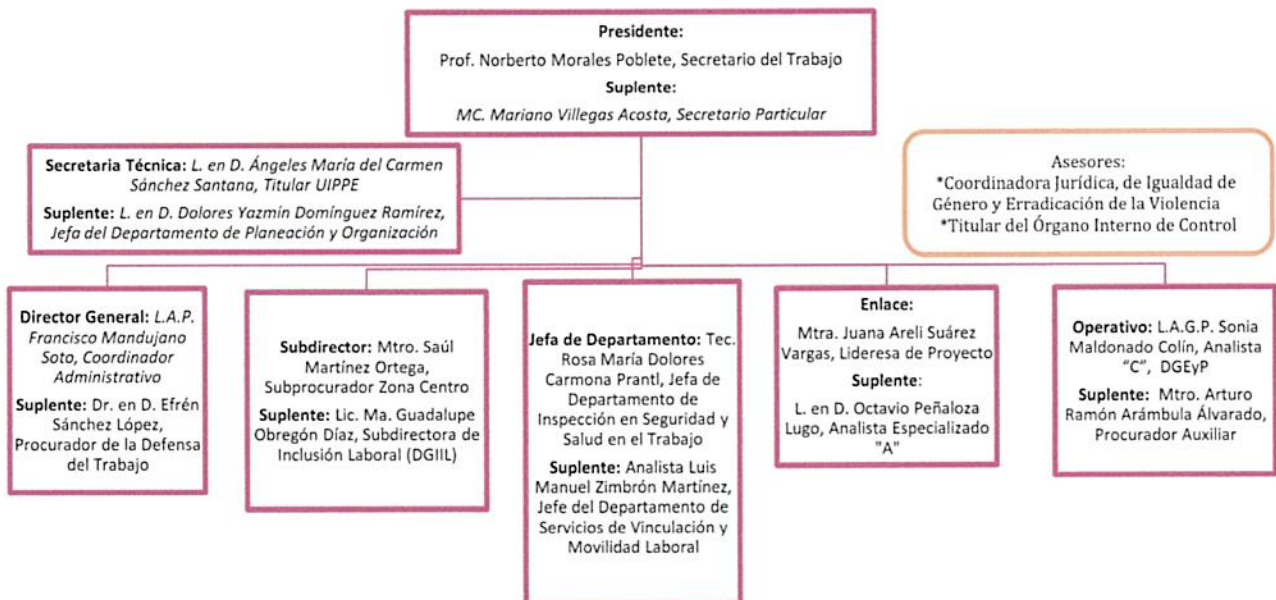 Presidente:
Prof. Norberto Morales Poblete, Secretario del Trabajo
Suplente:
MC. Mariano Villegas Acosta, Secretario Particular
Secretaria Técnica: L. en D. Ángeles María del Carmen
Sánchez Santana, Titular UIPPE
Suplente: L. en D. Dolores Yazmín Domínguez Ramírez,
Jefa del Departamento de Planeación y Organización
Asesores:
*Coordinadora Jurídica, de Igualdad de
Género y Erradicación de la Violencia
*Titular del Órgano Interno de Control
Director General: L.A.P.
Francisco Mandujano
Soto, Coordinador
Administrativo
Suplente: Dr. en D. Efrén
Sánchez López,
Procurador de la Defensa
del Trabajo
Subdirector: Mtro. Saúl
Martínez Ortega,
Subprocurador Zona Centro
Suplente: Lic. Ma. Guadalupe
Obregón Díaz, Subdirectora de
Inclusión Laboral (DGIIL)
Jefa de Departamento: Tec.
Rosa María Dolores
Carmona Prantl, Jefa de
Departamento de
Inspección en Seguridad y
Salud en el Trabajo
Suplente: Analista Luis
Manuel Zimbrón Martínez,
Jefe del Departamento de
Servicios de Vinculación y
Movilidad Laboral
Enlace:
Mtra. Juana Areli Suárez
Vargas, Lideresa de Proyecto
Suplente:
L. en D. Octavio Peñaloza
Lugo, Analista Especializado
"A"
Operativo: L.A.G.P. Sonia
Maldonado Colín, Analista
“C”, DGEyP
Suplente: Mtro. Arturo
Ramón Arámbula Álvarado,
Procurador Auxiliar